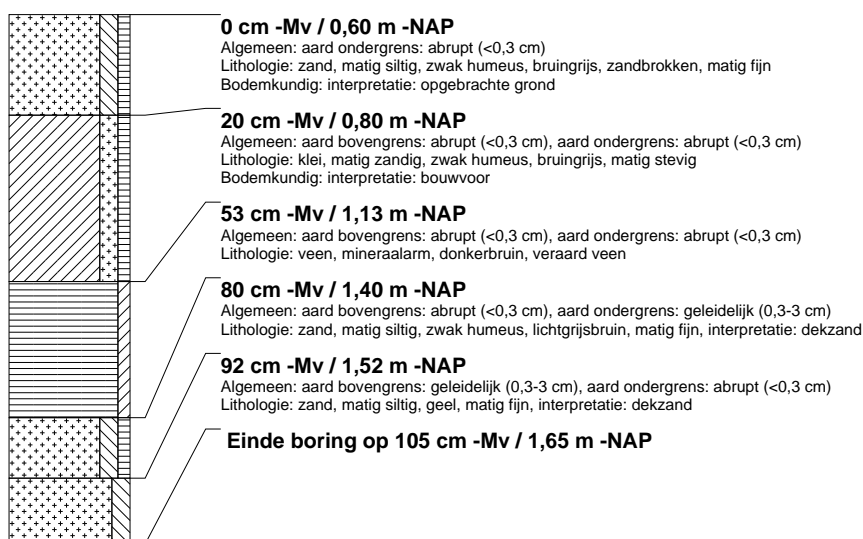 0 cm -Mv / 0,60 m -NAP
Algemeen: aard ondergrens: abrupt (<0,3 cm)
Lithologie: zand, matig siltig, zwak humeus, bruingrijs, zandbrokken, matig fijn
Bodemkundig: interpretatie: opgebrachte grond
20 cm -Mv / 0,80 m -NAP
Algemeen: aard bovengrens: abrupt (<0,3 cm), aard ondergrens: abrupt (<0,3 cm)
Lithologie: klei, matig zandig, zwak humeus, bruingrijs, matig stevig
Bodemkundig: interpretatie: bouwvoor
53 cm -Mv / 1,13 m -NAP
Algemeen: aard bovengrens: abrupt (<0,3 cm), aard ondergrens: abrupt (<0,3 cm)
Lithologie: veen, mineraalarm, donkerbruin, veraard veen
80 cm -Mv / 1,40 m -NAP
Algemeen: aard bovengrens: abrupt (<0,3 cm), aard ondergrens: geleidelijk (0,3-3 cm)
Lithologie: zand, matig siltig, zwak humeus, lichtgrijsbruin, matig fijn, interpretatie: dekzand
92 cm -Mv / 1,52 m -NAP
Algemeen: aard bovengrens: geleidelijk (0,3-3 cm), aard ondergrens: abrupt (<0,3 cm)
Lithologie: zand, matig siltig, geel, matig fijn, interpretatie: dekzand
Einde boring op 105 cm -Mv / 1,65 m -NAP